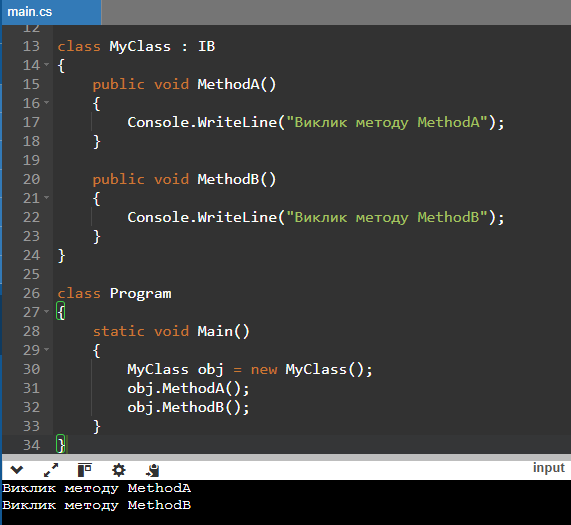 main.cs
12
13 class MyClass : IB
14 {
15 public void MethodA()
16 {
17 Console.WriteLine("Виклик методу MethodA");
18 }
19
20 public void MethodB()
21 {
22 Console.WriteLine("Виклик методу MethodB");
23 }
24 }
25
26 class Program
27 {
28 static void Main()
29 {
30 MyClass obj = new MyClass();
31 obj.MethodA();
32 obj.MethodB();
33 }
34 }
input
Виклик методу MethodA
Виклик методу MethodB